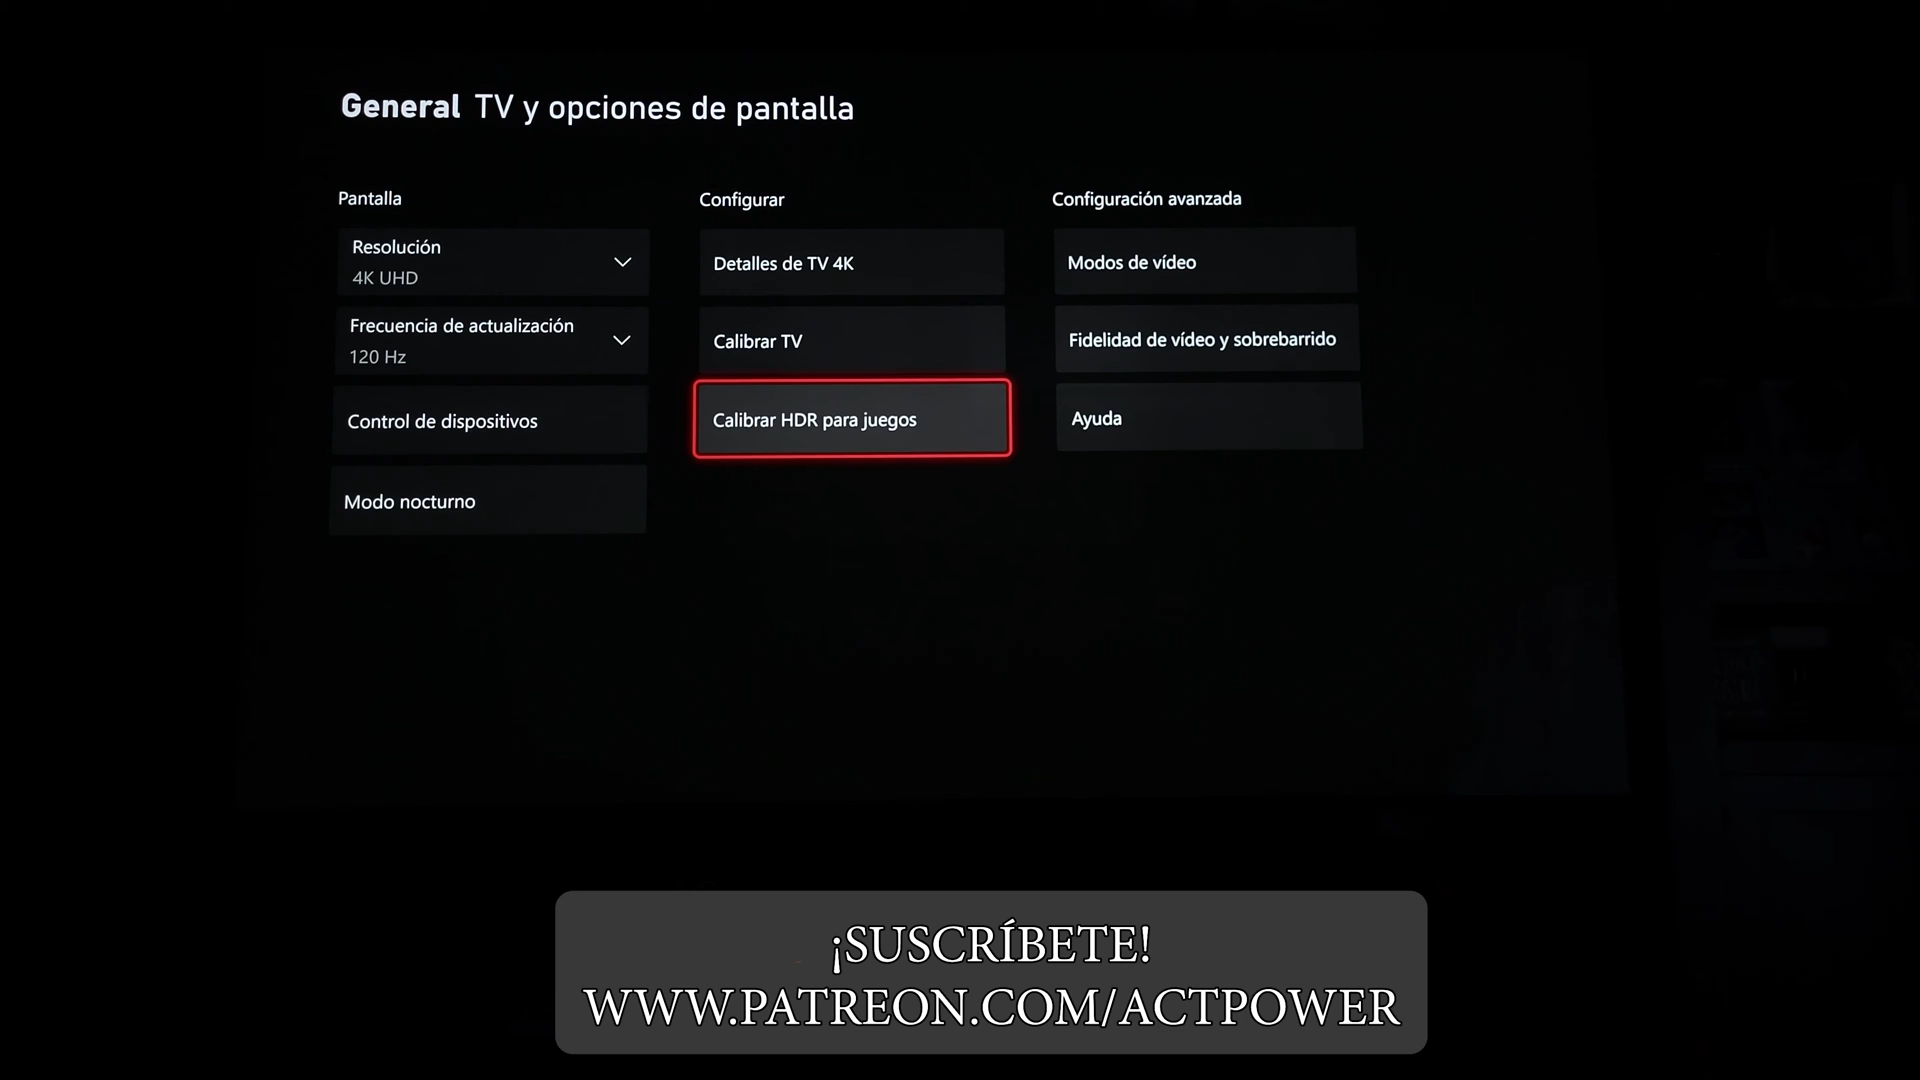 General TV y opciones de pantalla
Pantalla
Resolución
4K UHD
Frecuencia de actualización
120 Hz
Control de dispositivos
Modo nocturno
Configurar
Detalles de TV 4K
Calibrar TV
Calibrar HDR para juegos
Configuración avanzada
Modos de vídeo
Fidelidad de vídeo y sobrebarrido
Ayuda
¡SUSCRÍBETE!
WWW.PATREON.COM/ACTPOWER